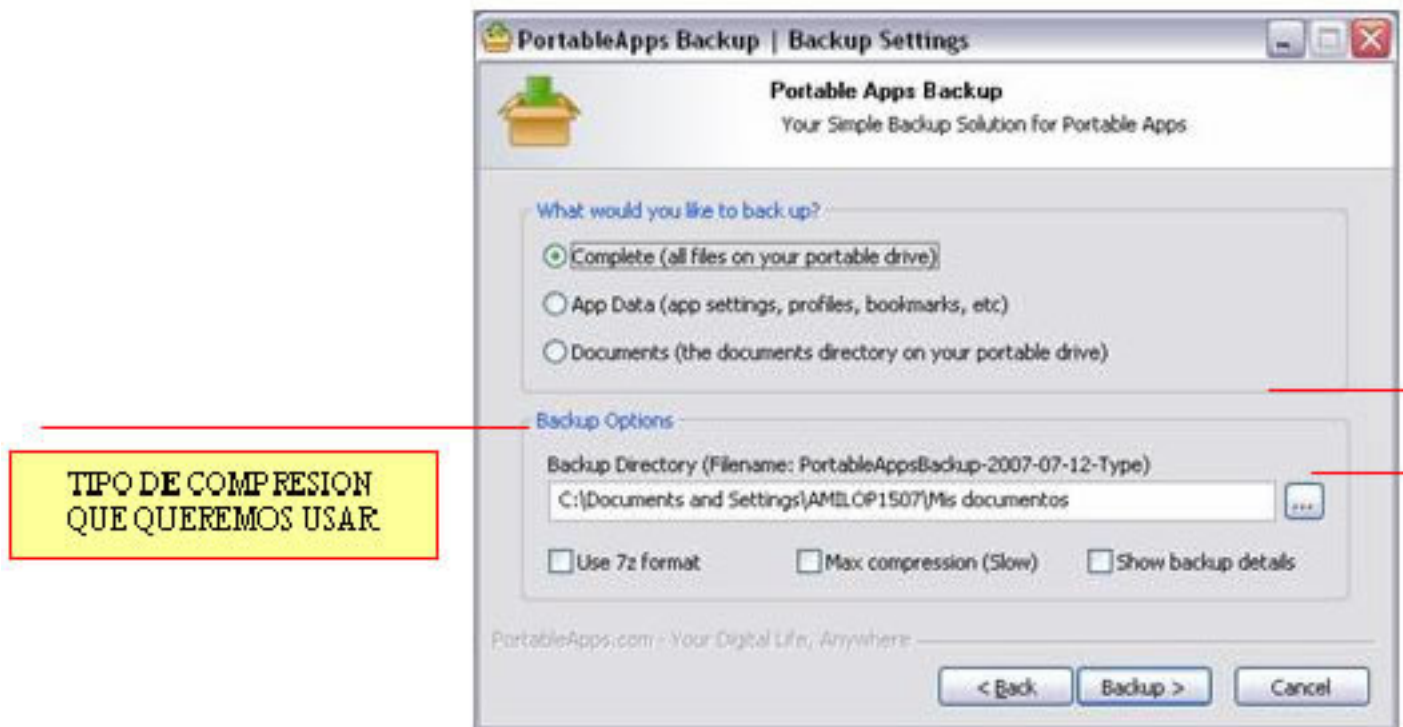 PortableApps Backup | Backup Settings
Portable Apps Backup
Your Simple Backup Solution for Portable Apps
What would you like to back up?
Complete (all files on your portable drive)
App Data (app settings, profiles, bookmarks, etc)
Documents (the documents directory on your portable drive)
Backup Options
TIPO DE COMPRESION
QUE QUEREMOS USAR
Backup Directory (Filename: PortableAppsBackup-2007-07-12-Type)
C:\Documents and Settings\AMILOP1507\Mis documentos
...
Use 7z format
Max compression (Slow)
Show backup details
PortableApps.com - Your Digital Life, Anywhere
< Back
Backup >
Cancel